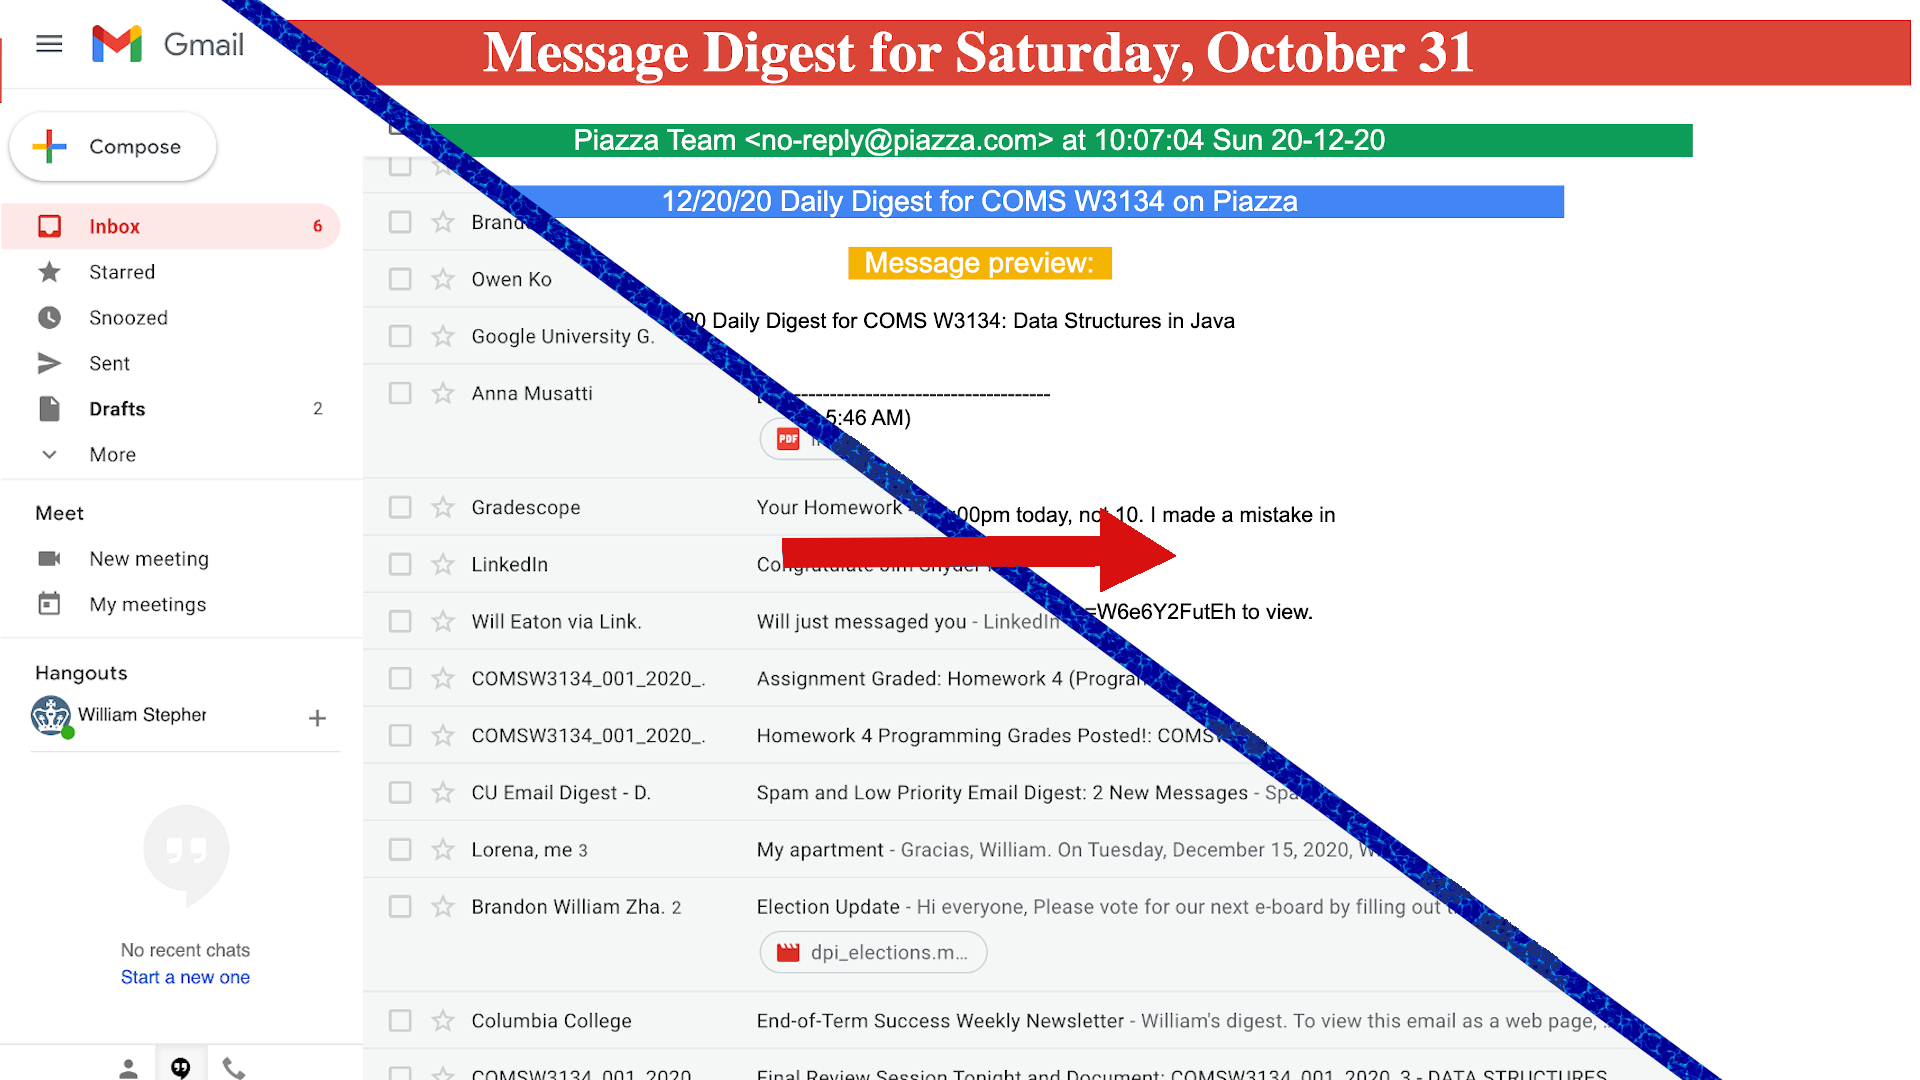 Gmail
Message Digest for Saturday, October 31
Compose
Piazza Team <no-reply@piazza.com> at 10:07:04 Sun 20-12-20
12/20/20 Daily Digest for COMS W3134 on Piazza
Message preview:
Inbox 6
Starred
Snoozed
Sent
Drafts 2
More
Meet
New meeting
My meetings
Hangouts
William Stepher
No recent chats
Start a new one
Owen Ko
Google University G.
Daily Digest for COMS W3134: Data Structures in Java
Anna Musatti
---------------------------------------
5:46 AM)
PDF
Gradescope Your Homework
:00pm today, not 10. I made a mistake in
LinkedIn Congratulate Jim Snyder
Will Eaton via Link. Will just messaged you - LinkedIn
=W6e6Y2FutEh to view.
COMSW3134_001_2020_. Assignment Graded: Homework 4
COMSW3134_001_2020_. Homework 4 Programming Grades Posted!:
CU Email Digest - D. Spam and Low Priority Email Digest: 2 New Messages -
Lorena, me 3 My apartment - Gracias, William. On Tuesday, December 15, 2020,
Brandon William Zha. 2 Election Update - Hi everyone, Please vote for our next e-board by filling out
dpi_elections.m...
Columbia College End-of-Term Success Weekly Newsletter - William's digest. To view this email as a web page,
COMSW3134_001_2020 Final Review Session Tonight and Document: COMSW3134_001_2020_3 - DATA STRUCTURES